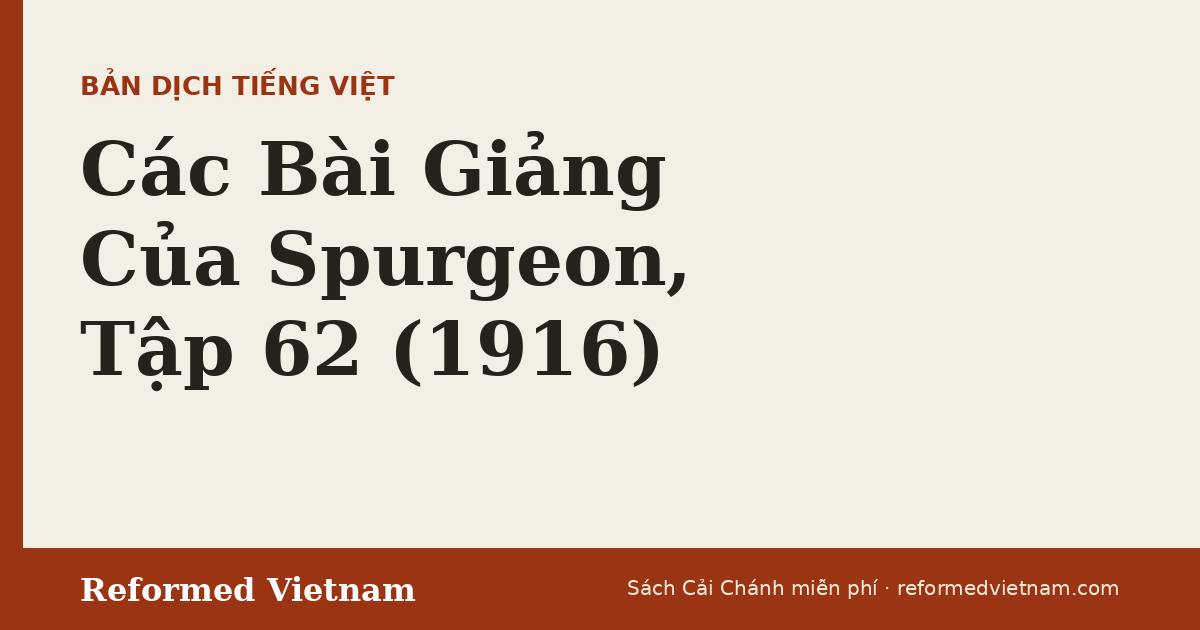 BẢN DỊCH TIẾNG VIỆT
Các Bài Giảng
Của Spurgeon,
Tập 62 (1916)
Reformed Vietnam
Sách Cải Chánh miễn phí · reformedvietnam.com